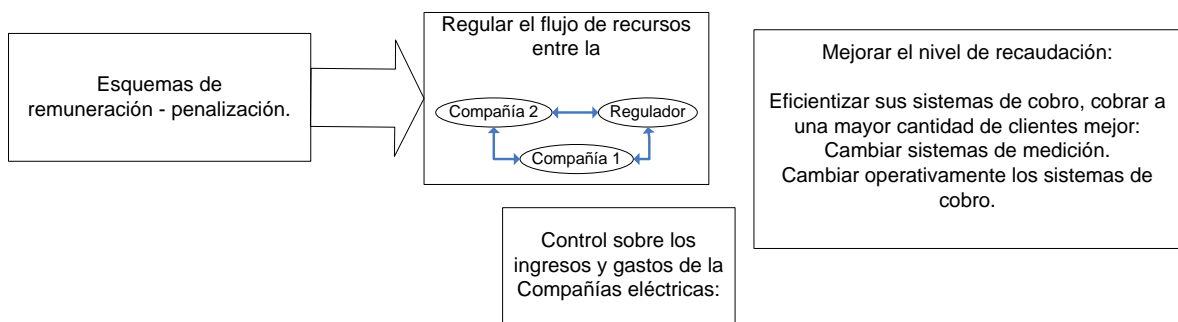 Esquemas de
remuneración - penalización.
Regular el flujo de recursos
entre la
Compañía 2
Regulador
Compañía 1
Mejorar el nivel de recaudación:
Eficientizar sus sistemas de cobro, cobrar a
una mayor cantidad de clientes mejor:
Cambiar sistemas de medición.
Cambiar operativamente los sistemas de
cobro.
Control sobre los
ingresos y gastos de la
Compañías eléctricas: